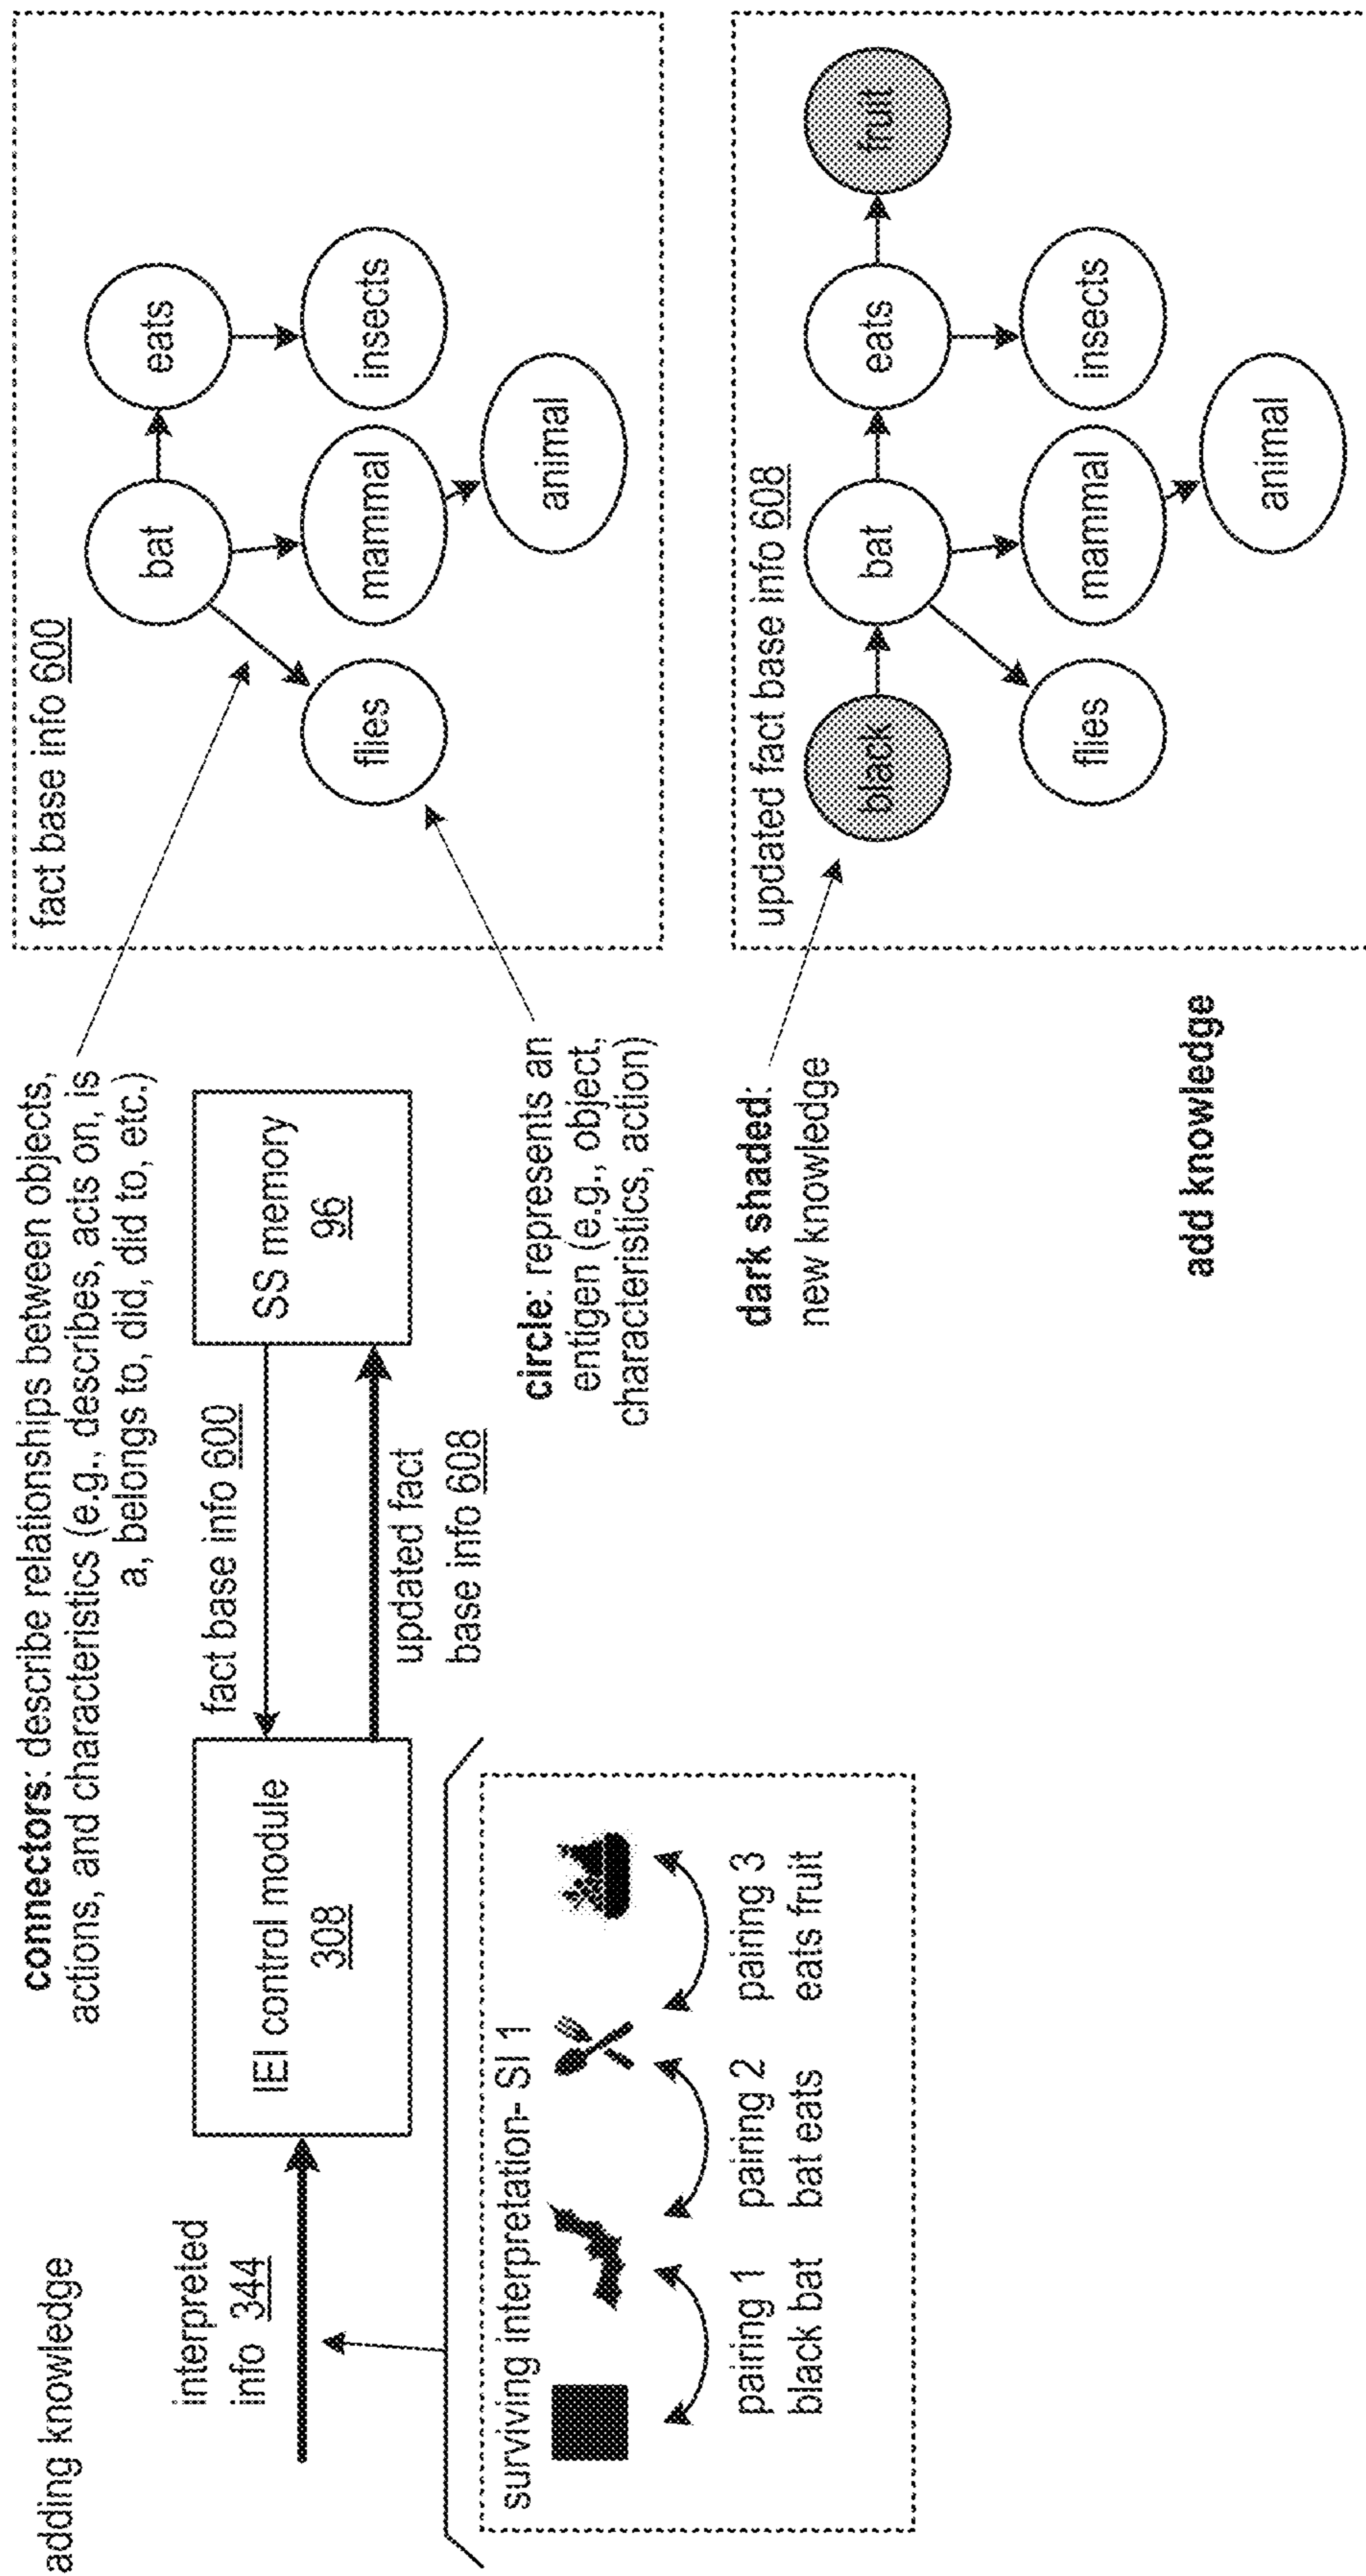 adding knowledge
connectors: describe relationships between objects,
actions, and characteristics (e.g., describes, acts on, is
a, belongs to, did, did to, etc.)
interpreted
info 344
IEI control module
308
fact base info 600
updated fact
base info 608
SS memory
96
surviving interpretation- SI 1
pairing 1
black bat
pairing 2
bat eats
pairing 3
eats fruit
circle: represents an
entigen (e.g., object,
characteristics, action)
dark shaded:
new knowledge
add knowledge
fact base info 600
bat
eats
flies
mammal
insects
animal
updated fact base info 608
black
bat
eats
fruit
flies
mammal
insects
animal